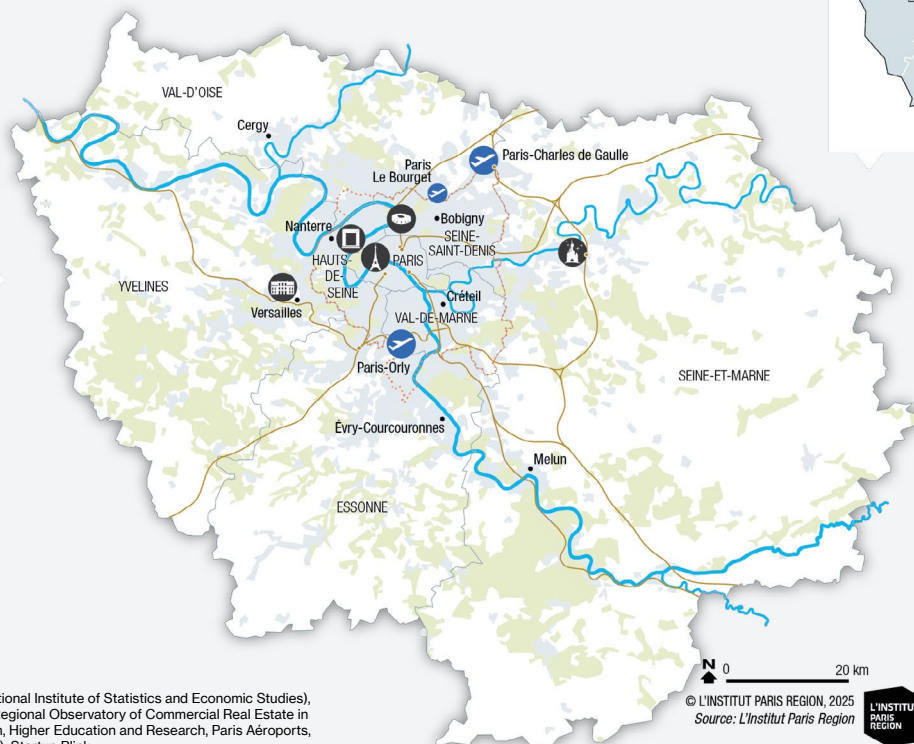 VAL-D'OISE
Cergy
Paris
Le Bourget
Paris-Charles de Gaulle
Nanterre
Bobigny
SEINE-
SAINT-DENIS
HAUTS-
DE-
SEINE
PARIS
YVELINES
Versailles
Créteil
VAL-DE-MARNE
Paris-Orly
SEINE-ET-MARNE
Évry-Courcouronnes
Melun
ESSONNE
N 0 20 km
© L'INSTITUT PARIS REGION, 2025
Source: L'Institut Paris Region
L'INSTITU
PARIS
REGION
tional Institute of Statistics and Economic Studies),
egional Observatory of Commercial Real Estate in
n, Higher Education and Research, Paris Aéroports,